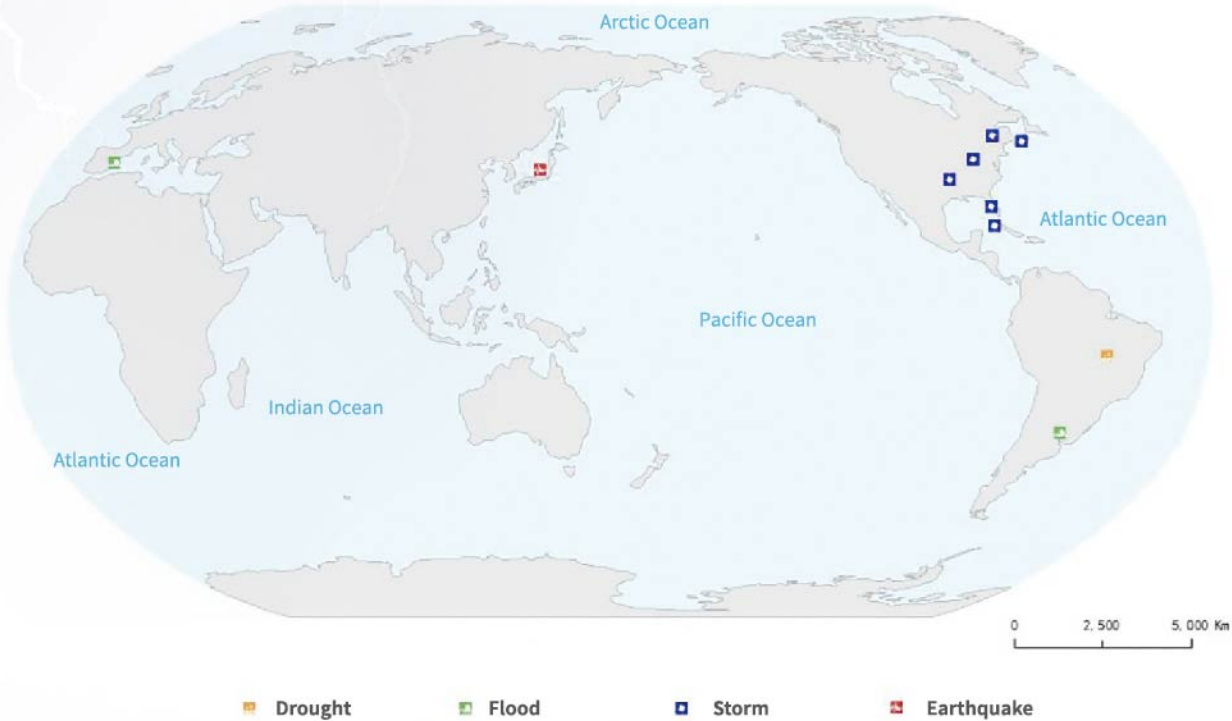 Arctic Ocean
Atlantic Ocean
Pacific Ocean
Indian Ocean
Atlantic Ocean
0 2,500 5,000 Km
Drought Flood Storm Earthquake